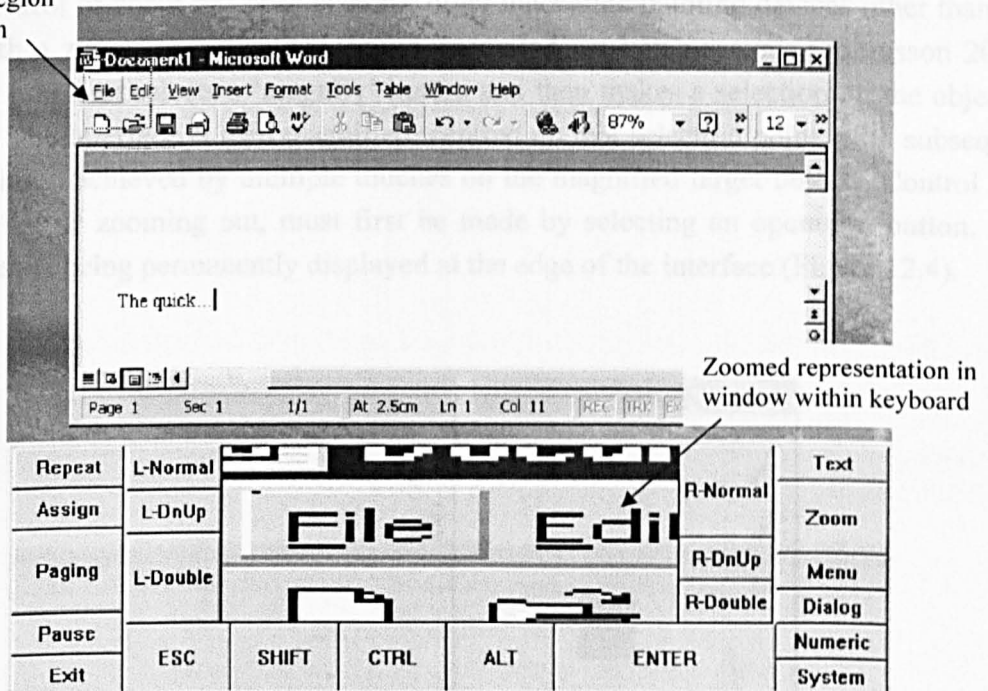 egion
n
Document1 - Microsoft Word
File Edit View Insert Format Tools Table Window Help
87% 12
The quick...
Page 1 Sec 1 1/1 At 2.5cm Ln 1 Col 11 REC TRK
Zoomed representation in
window within keyboard
Repeat L-Normal R-Normal Text
Assign L-DnUp File Edi Zoom
Paging L-Double R-DnUp Menu
R-Double Dialog
Pause ESC SHIFT CTRL ALT ENTER Numeric
Exit System